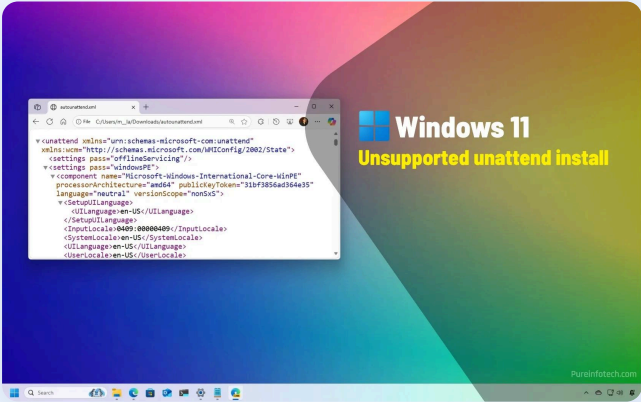 autounattend.xml
File C:/Users/m_/a/Downloads/autounattend.xml
<unattend xmlns="urn:schemas-microsoft-com:unattend"
xmlns:wcm="http://schemas.microsoft.com/WMIConfig/2002/State">
<settings pass="offlineServicing"/>
<settings pass="windowsPE">
<component name="Microsoft-Windows-International-Core-WinPE"
processorArchitecture="amd64" publicKeyToken="31bf3856ad364e35"
language="neutral" versionScope="nonSxS">
<SetupUILanguage>
<UILanguage>en-US</UILanguage>
</SetupUILanguage>
<InputLocale>0409:00000409</InputLocale>
<SystemLocale>en-US</SystemLocale>
<UILanguage>en-US</UILanguage>
<UserLocale>en-US</UserLocale>
Windows 11
Unsupported unattend install
Pureinfotech.com
Search